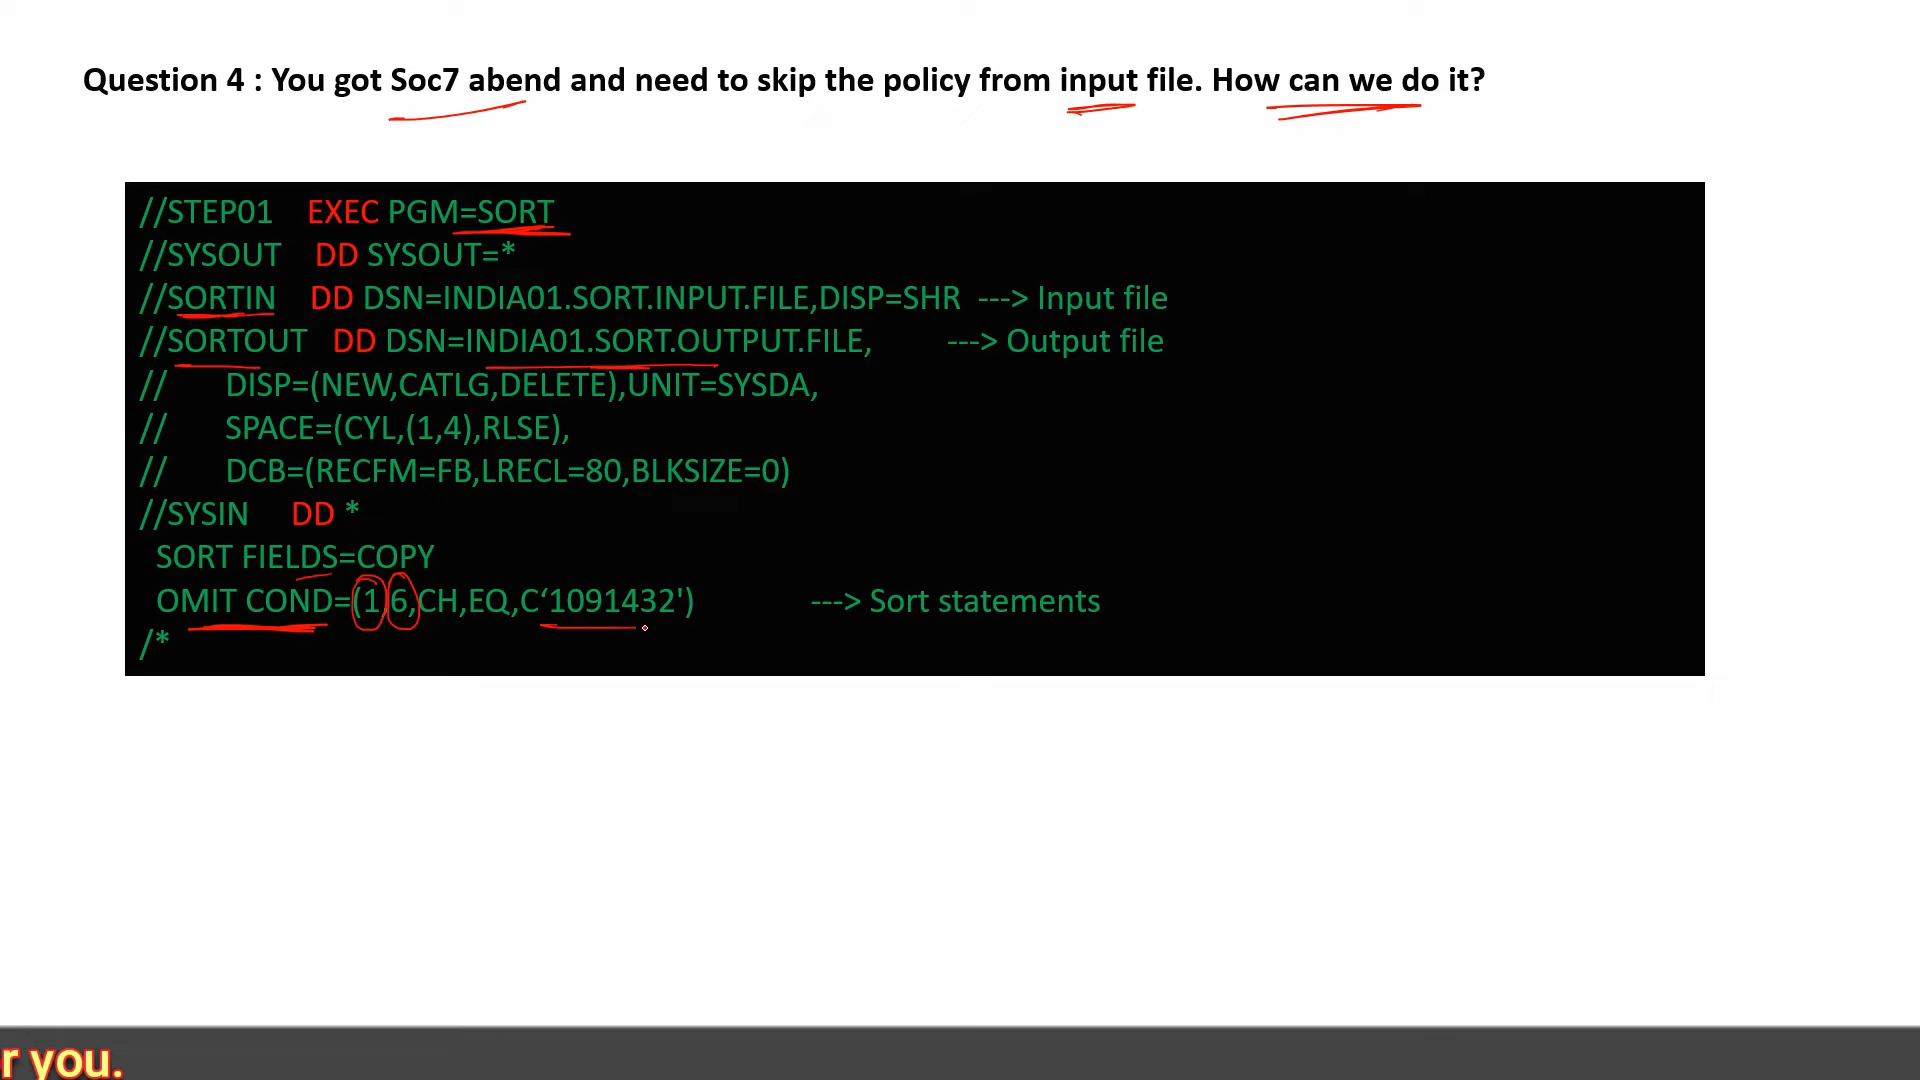 Question 4 : You got Soc7 abend and need to skip the policy from input file. How can we do it?
//STEP01 EXEC PGM=SORT
//SYSOUT DD SYSOUT=*
//SORTIN DD DSN=INDIA01.SORT.INPUT.FILE,DISP=SHR ---> Input file
//SORTOUT DD DSN=INDIA01.SORT.OUTPUT.FILE, ---> Output file
// DISP=(NEW,CATLG,DELETE),UNIT=SYSDA,
// SPACE=(CYL,(1,4),RLSE),
// DCB=(RECFM=FB,LRECL=80,BLKSIZE=0)
//SYSIN DD *
SORT FIELDS=COPY
OMIT COND=(1,6,CH,EQ,C‘1091432') ---> Sort statements
/*
r you.